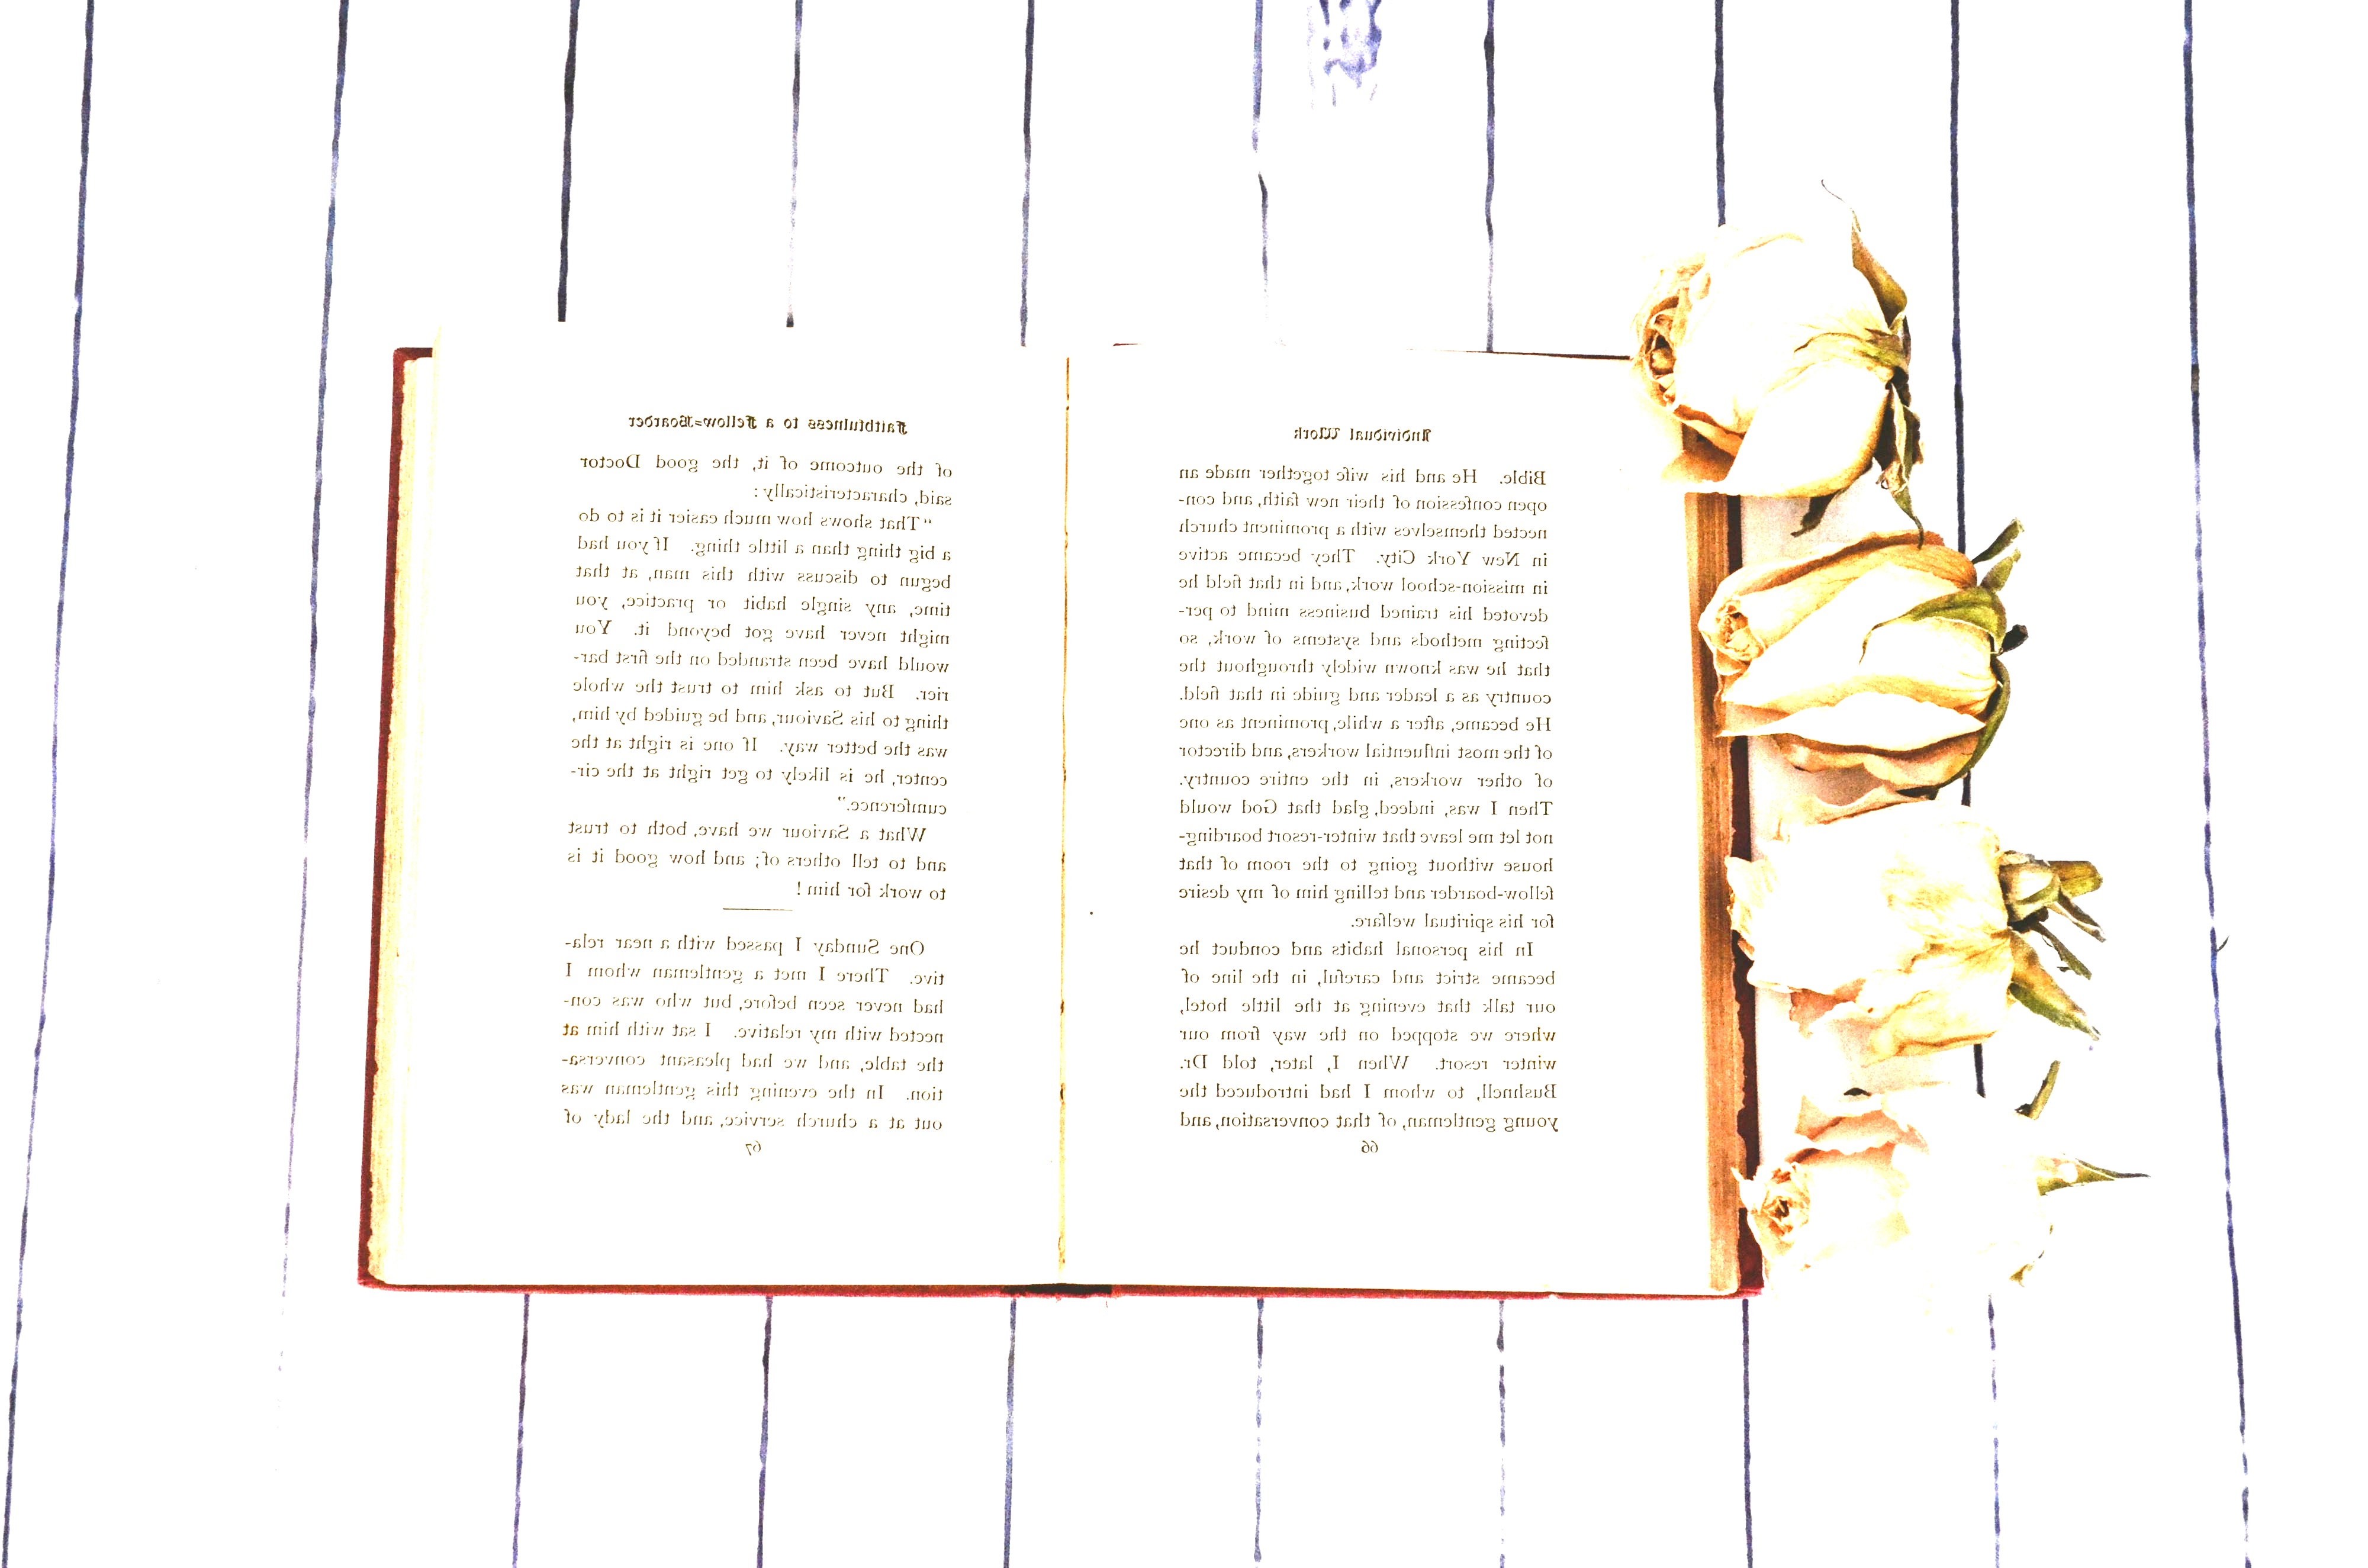 Individual Work
Bible. He and his wife together made an
open confession of their new faith, and con-
nected themselves with a prominent church
in New York City. They became active
in mission-school work, and in that field he
devoted his trained business mind to per-
fecting methods and systems of work, so
that he was known widely throughout the
country as a leader and guide in that field.
He became, after a while, prominent as one
of the most influential workers, and director
of other workers, in the entire country.
Then I was, indeed, glad that God would
not let me leave that winter-resort boarding-
house without going to the room of that
fellow-boarder and telling him of my desire
for his spiritual welfare.
In his personal habits and conduct he
became strict and careful, in the line of
our talk that evening at the little hotel,
where we stopped on the way from our
winter resort. When I, later, told Dr.
Bushnell, to whom I had introduced the
young gentleman, of that conversation, and
66
Faithfulness to a Fellow-Boarder
of the outcome of it, the good Doctor
said, characteristically:
"That shows how much easier it is to do
a big thing than a little thing. If you had
begun to discuss with this man, at that
time, any single habit or practice, you
might never have got beyond it. You
would have been stranded on the first bar-
rier. But to ask him to trust the whole
thing to his Saviour, and be guided by him,
was the better way. If one is right at the
center, he is likely to get right at the cir-
cumference."
What a Saviour we have, both to trust
and to tell others of; and how good it is
to work for him!
One Sunday I passed with a near rela-
tive. There I met a gentleman whom I
had never seen before, but who was con-
nected with my relative. I sat with him at
the table, and we had pleasant conversa-
tion. In the evening this gentleman was
out at a church service, and the lady of
67